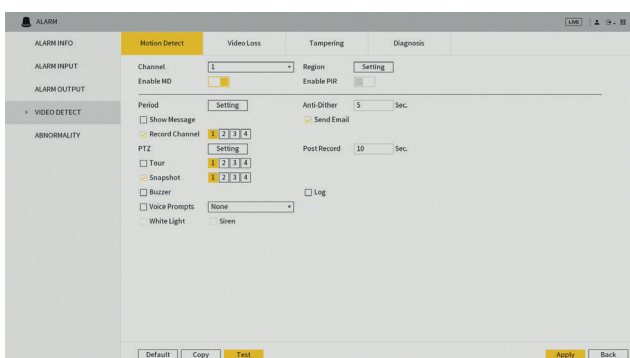 ALARM
LIVE
ALARM INFO
ALARM INPUT
ALARM OUTPUT
VIDEO DETECT
ABNORMALITY
Motion Detect Video Loss Tampering Diagnosis
Channel 1 Region Setting
Enable MD Enable PIR
Period Setting Anti-Dither 5 Sec.
Show Message Send Email
Record Channel 1 2 3 4
PTZ Setting Post Record 10 Sec.
Tour 1 2 3 4
Snapshot 1 2 3 4
Buzzer Log
Voice Prompts None
White Light Siren
Default Copy Test Apply Back